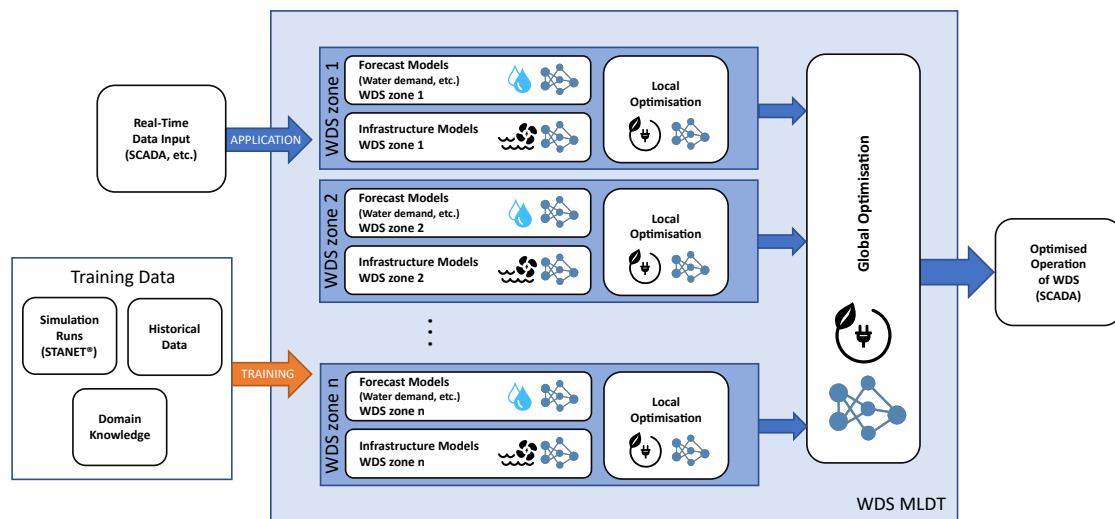 Real-Time
Data Input
(SCADA, etc.)
APPLICATION
Training Data
Simulation
Runs
(STANET®)
Historical
Data
Domain
Knowledge
TRAINING
WDS zone 1
Forecast Models
(Water demand, etc.)
WDS zone 1
Infrastructure Models
WDS zone 1
Local
Optimisation
WDS zone 2
Forecast Models
(Water demand, etc.)
WDS zone 2
Infrastructure Models
WDS zone 2
Local
Optimisation
. . .
WDS zone n
Forecast Models
(Water demand, etc.)
WDS zone n
Infrastructure Models
WDS zone n
Local
Optimisation
Global Optimisation
WDS MLDT
Optimised
Operation
of WDS
(SCADA)